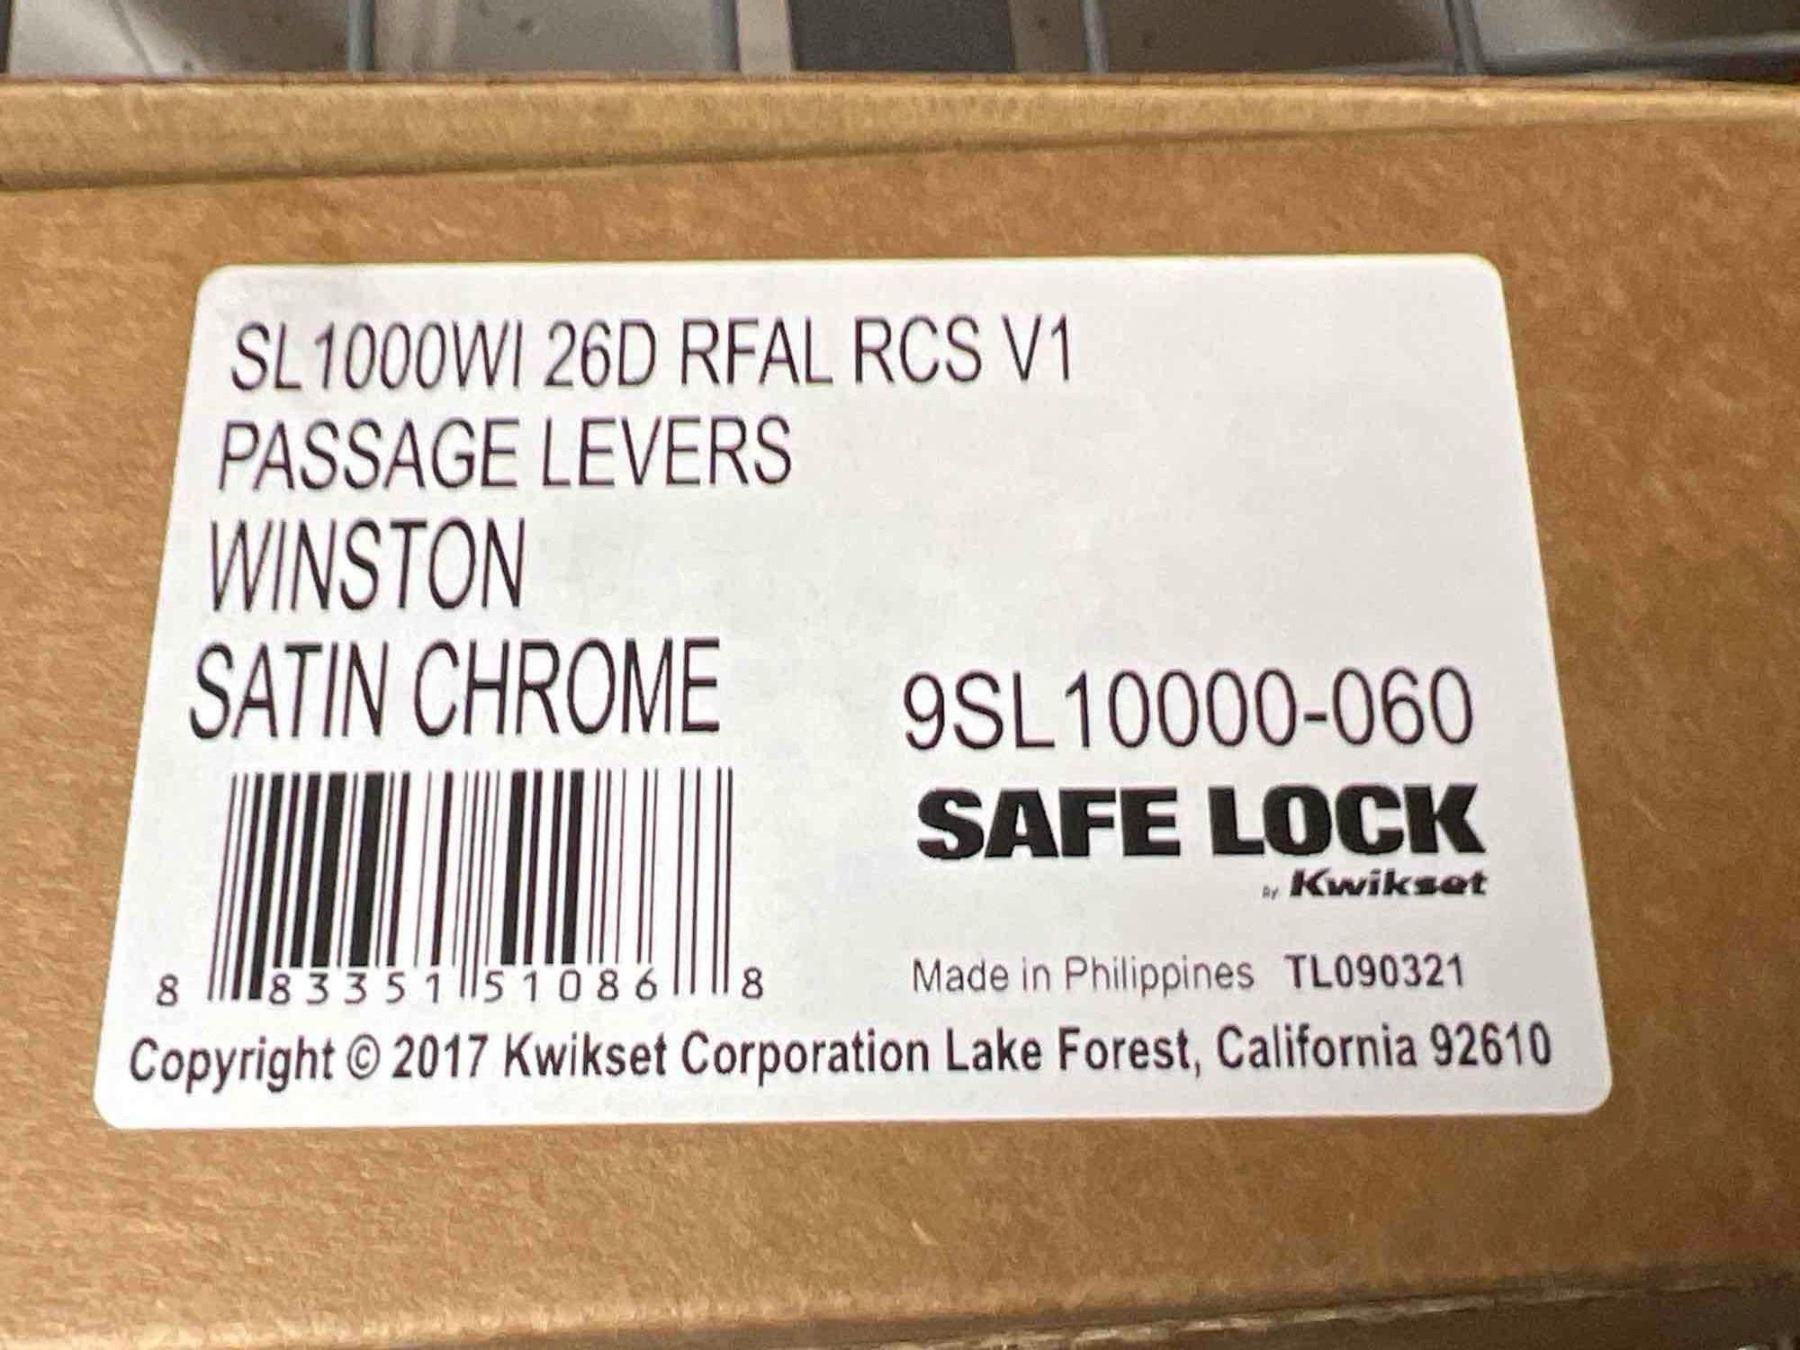 SL1000WI 26D RFAL RCS V1
PASSAGE LEVERS
WINSTON
SATIN CHROME
9SL10000-060
SAFE LOCK
By Kwikset
8 83351 51086 8
Made in Philippines TL090321
Copyright © 2017 Kwikset Corporation Lake Forest, California 92610